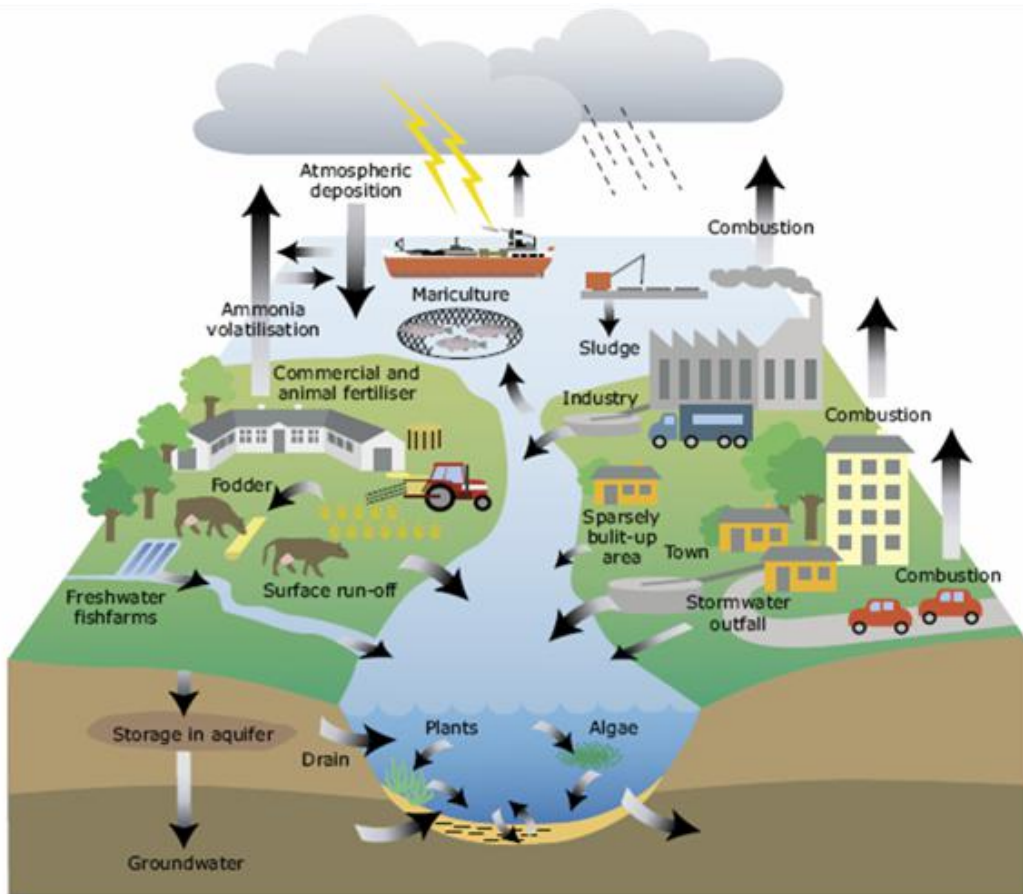 Atmospheric
deposition
Combustion
Mariculture
Ammonia
volatilisation
Sludge
Commercial and
animal fertiliser
Industry
Combustion
Fodder
Sparsely
bulit-up
area
Town
Combustion
Surface run-off
Freshwater
fishfarms
Stormwater
outfall
Plants
Algae
Storage in aquifer
Drain
Groundwater